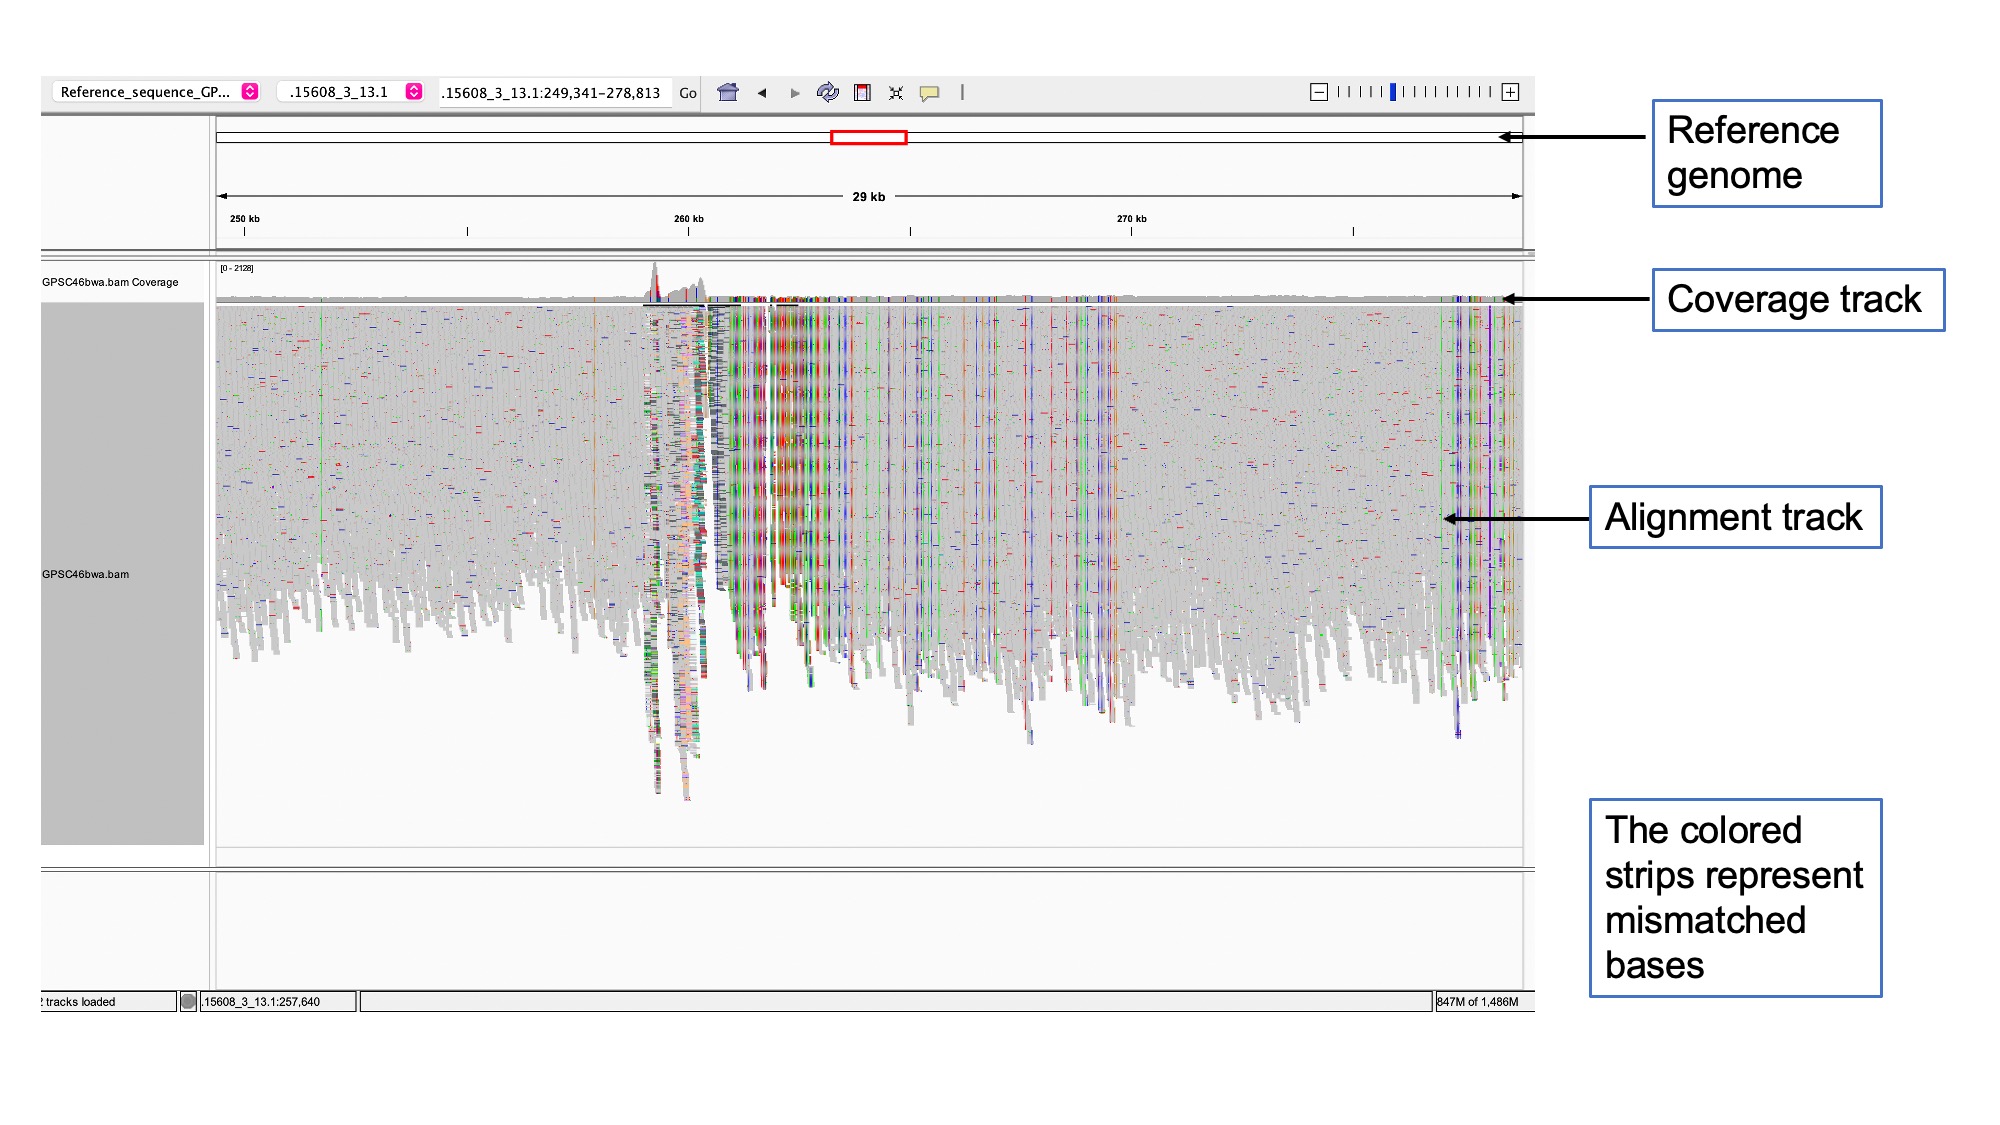 Reference_sequence_GP...
.15608_3_13.1
.15608_3_13.1:249,341-278,813
Go
Reference
genome
29 kb
250 kb
260 kb
270 kb
[0 - 2128]
GPSC46bwa.bam Coverage
Coverage track
Alignment track
GPSC46bwa.bam
The colored
strips represent
mismatched
bases
tracks loaded
.15608_3_13.1:257,640
847M of 1,486M